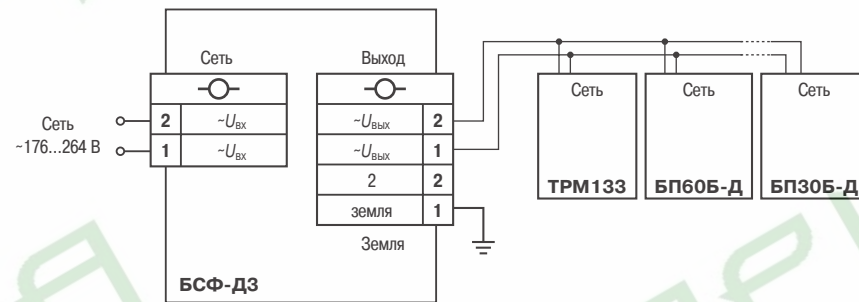 Сеть
Выход
Сеть
~176...264 В
2
~Uвх
1
~Uвх
~Uвых
2
~Uвых
1
2
2
земля
1
Земля
БСФ-Д3
Сеть
ТРМ133
Сеть
БП60Б-Д
Сеть
БП30Б-Д